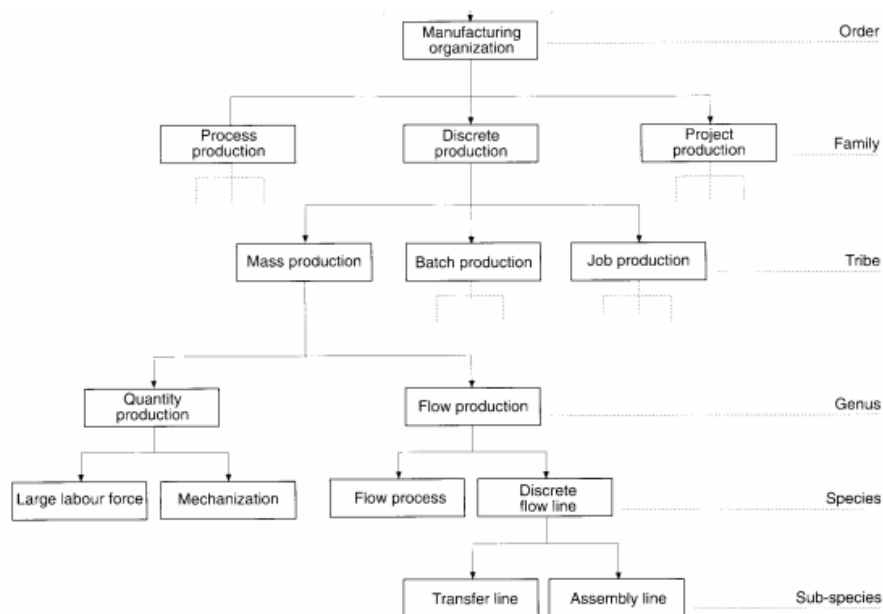 Manufacturing
organization
Order
Process
production
Discrete
production
Project
production
Family
Mass production
Batch production
Job production
Tribe
Quantity
production
Flow production
Genus
Large labour force
Mechanization
Flow process
Discrete
flow line
Species
Transfer line
Assembly line
Sub-species